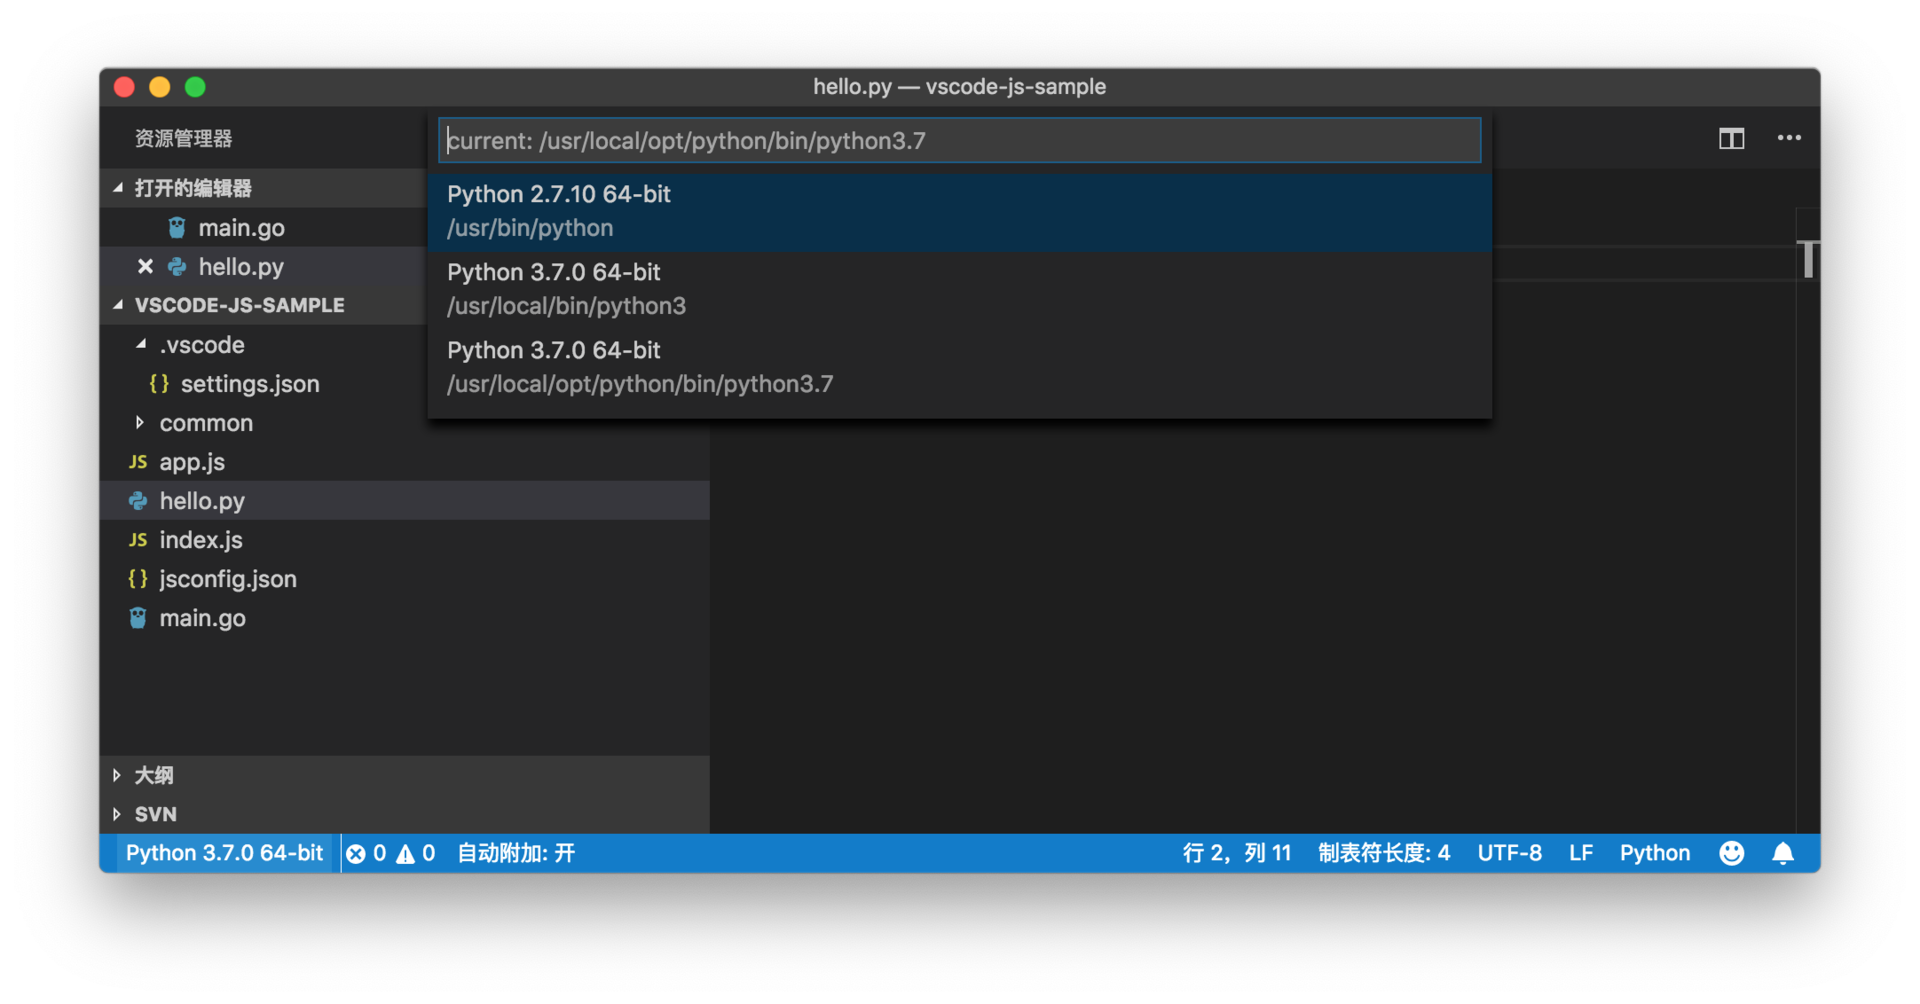 hello.py — vscode-js-sample
资源管理器
current: /usr/local/opt/python/bin/python3.7
打开的编辑器
main.go
hello.py
VSCODE-JS-SAMPLE
.vscode
{} settings.json
common
JS app.js
hello.py
JS index.js
{} jsconfig.json
main.go
大纲
SVN
Python 2.7.10 64-bit
/usr/bin/python
Python 3.7.0 64-bit
/usr/local/bin/python3
Python 3.7.0 64-bit
/usr/local/opt/python/bin/python3.7
Python 3.7.0 64-bit 0 0 自动附加: 开 行 2，列 11 制表符长度: 4 UTF-8 LF Python